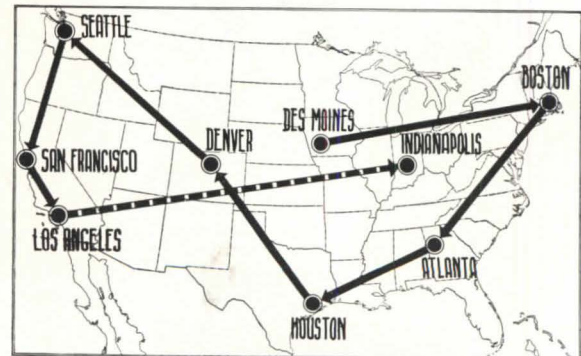 SEATTLE
BOSTON
DES MOINES
DENVER
INDIANAPOLIS
SAN FRANCISCO
LOS ANGELES
ATLANTA
HOUSTON